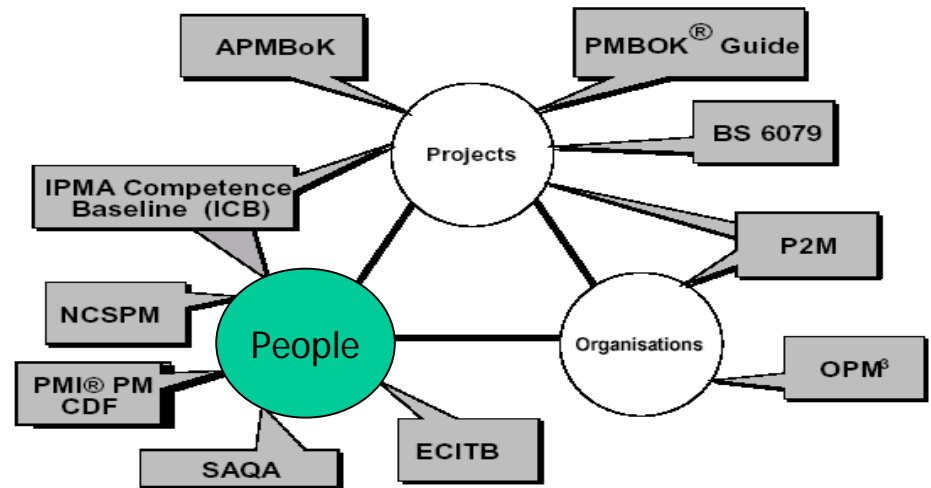 APMBoK
PMBOK® Guide
BS 6079
Projects
IPMA Competence
Baseline (ICB)
P2M
NCSPM
People
Organisations
OPM³
PMI® PM
CDF
ECITB
SAQA